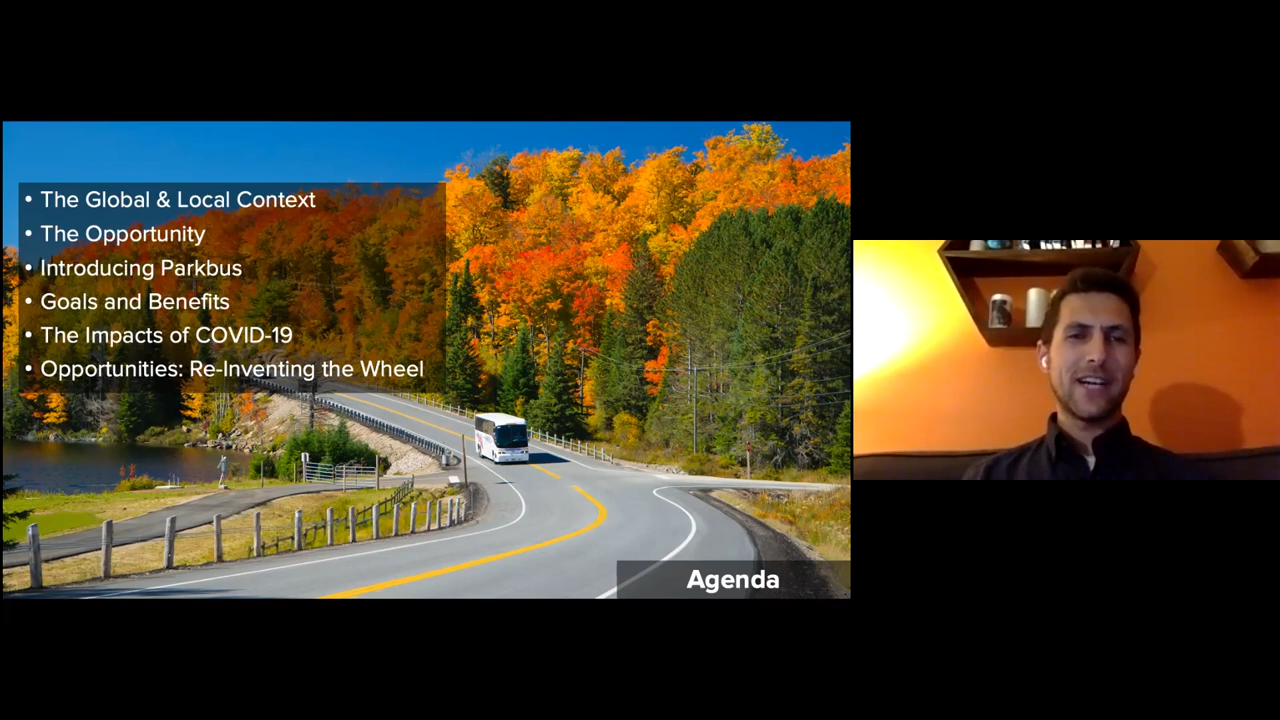 • The Global & Local Context
• The Opportunity
• Introducing Parkbus
• Goals and Benefits
• The Impacts of COVID-19
• Opportunities: Re-Inventing the Wheel
Agenda